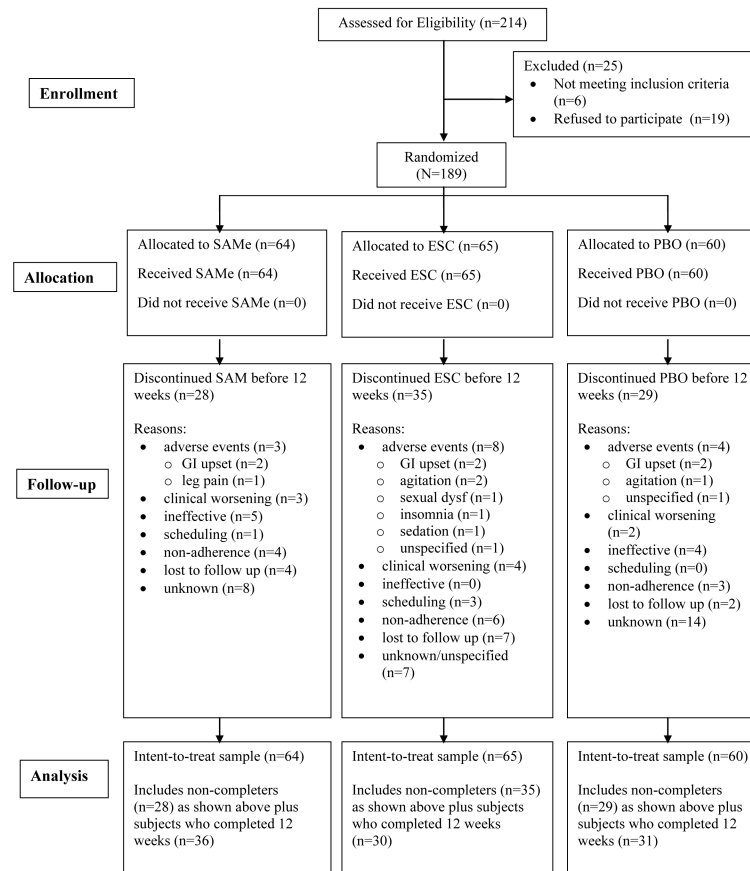 Assessed for Eligibility (n=214)
Enrollment
Excluded (n=25)
• Not meeting inclusion criteria
(n=6)
• Refused to participate (n=19)
Randomized
(N=189)
Allocation
Allocated to SAMe (n=64)
Received SAMe (n=64)
Did not receive SAMe (n=0)
Allocated to ESC (n=65)
Received ESC (n=65)
Did not receive ESC (n=0)
Allocated to PBO (n=60)
Received PBO (n=60)
Did not receive PBO (n=0)
Follow-up
Discontinued SAM before 12
weeks (n=28)
Reasons:
• adverse events (n=3)
o GI upset (n=2)
o leg pain (n=1)
• clinical worsening (n=3)
• ineffective (n=5)
• scheduling (n=1)
• non-adherence (n=4)
• lost to follow up (n=4)
• unknown (n=8)
Discontinued ESC before 12
weeks (n=35)
Reasons:
• adverse events (n=8)
o GI upset (n=2)
o agitation (n=2)
o sexual dysf (n=1)
o insomnia (n=1)
o sedation (n=1)
o unspecified (n=1)
• clinical worsening (n=4)
• ineffective (n=0)
• scheduling (n=3)
• non-adherence (n=6)
• lost to follow up (n=7)
• unknown/unspecified
(n=7)
Discontinued PBO before 12
weeks (n=29)
Reasons:
• adverse events (n=4)
o GI upset (n=2)
o agitation (n=1)
o unspecified (n=1)
• clinical worsening
(n=2)
• ineffective (n=4)
• scheduling (n=0)
• non-adherence (n=3)
• lost to follow up (n=2)
• unknown (n=14)
Analysis
Intent-to-treat sample (n=64)
Includes non-completers
(n=28) as shown above plus
subjects who completed 12
weeks (n=36)
Intent-to-treat sample (n=65)
Includes non-completers (n=35)
as shown above plus subjects
who completed 12 weeks
(n=30)
Intent-to-treat sample (n=60)
Includes non-completers
(n=29) as shown above plus
subjects who completed 12
weeks (n=31)